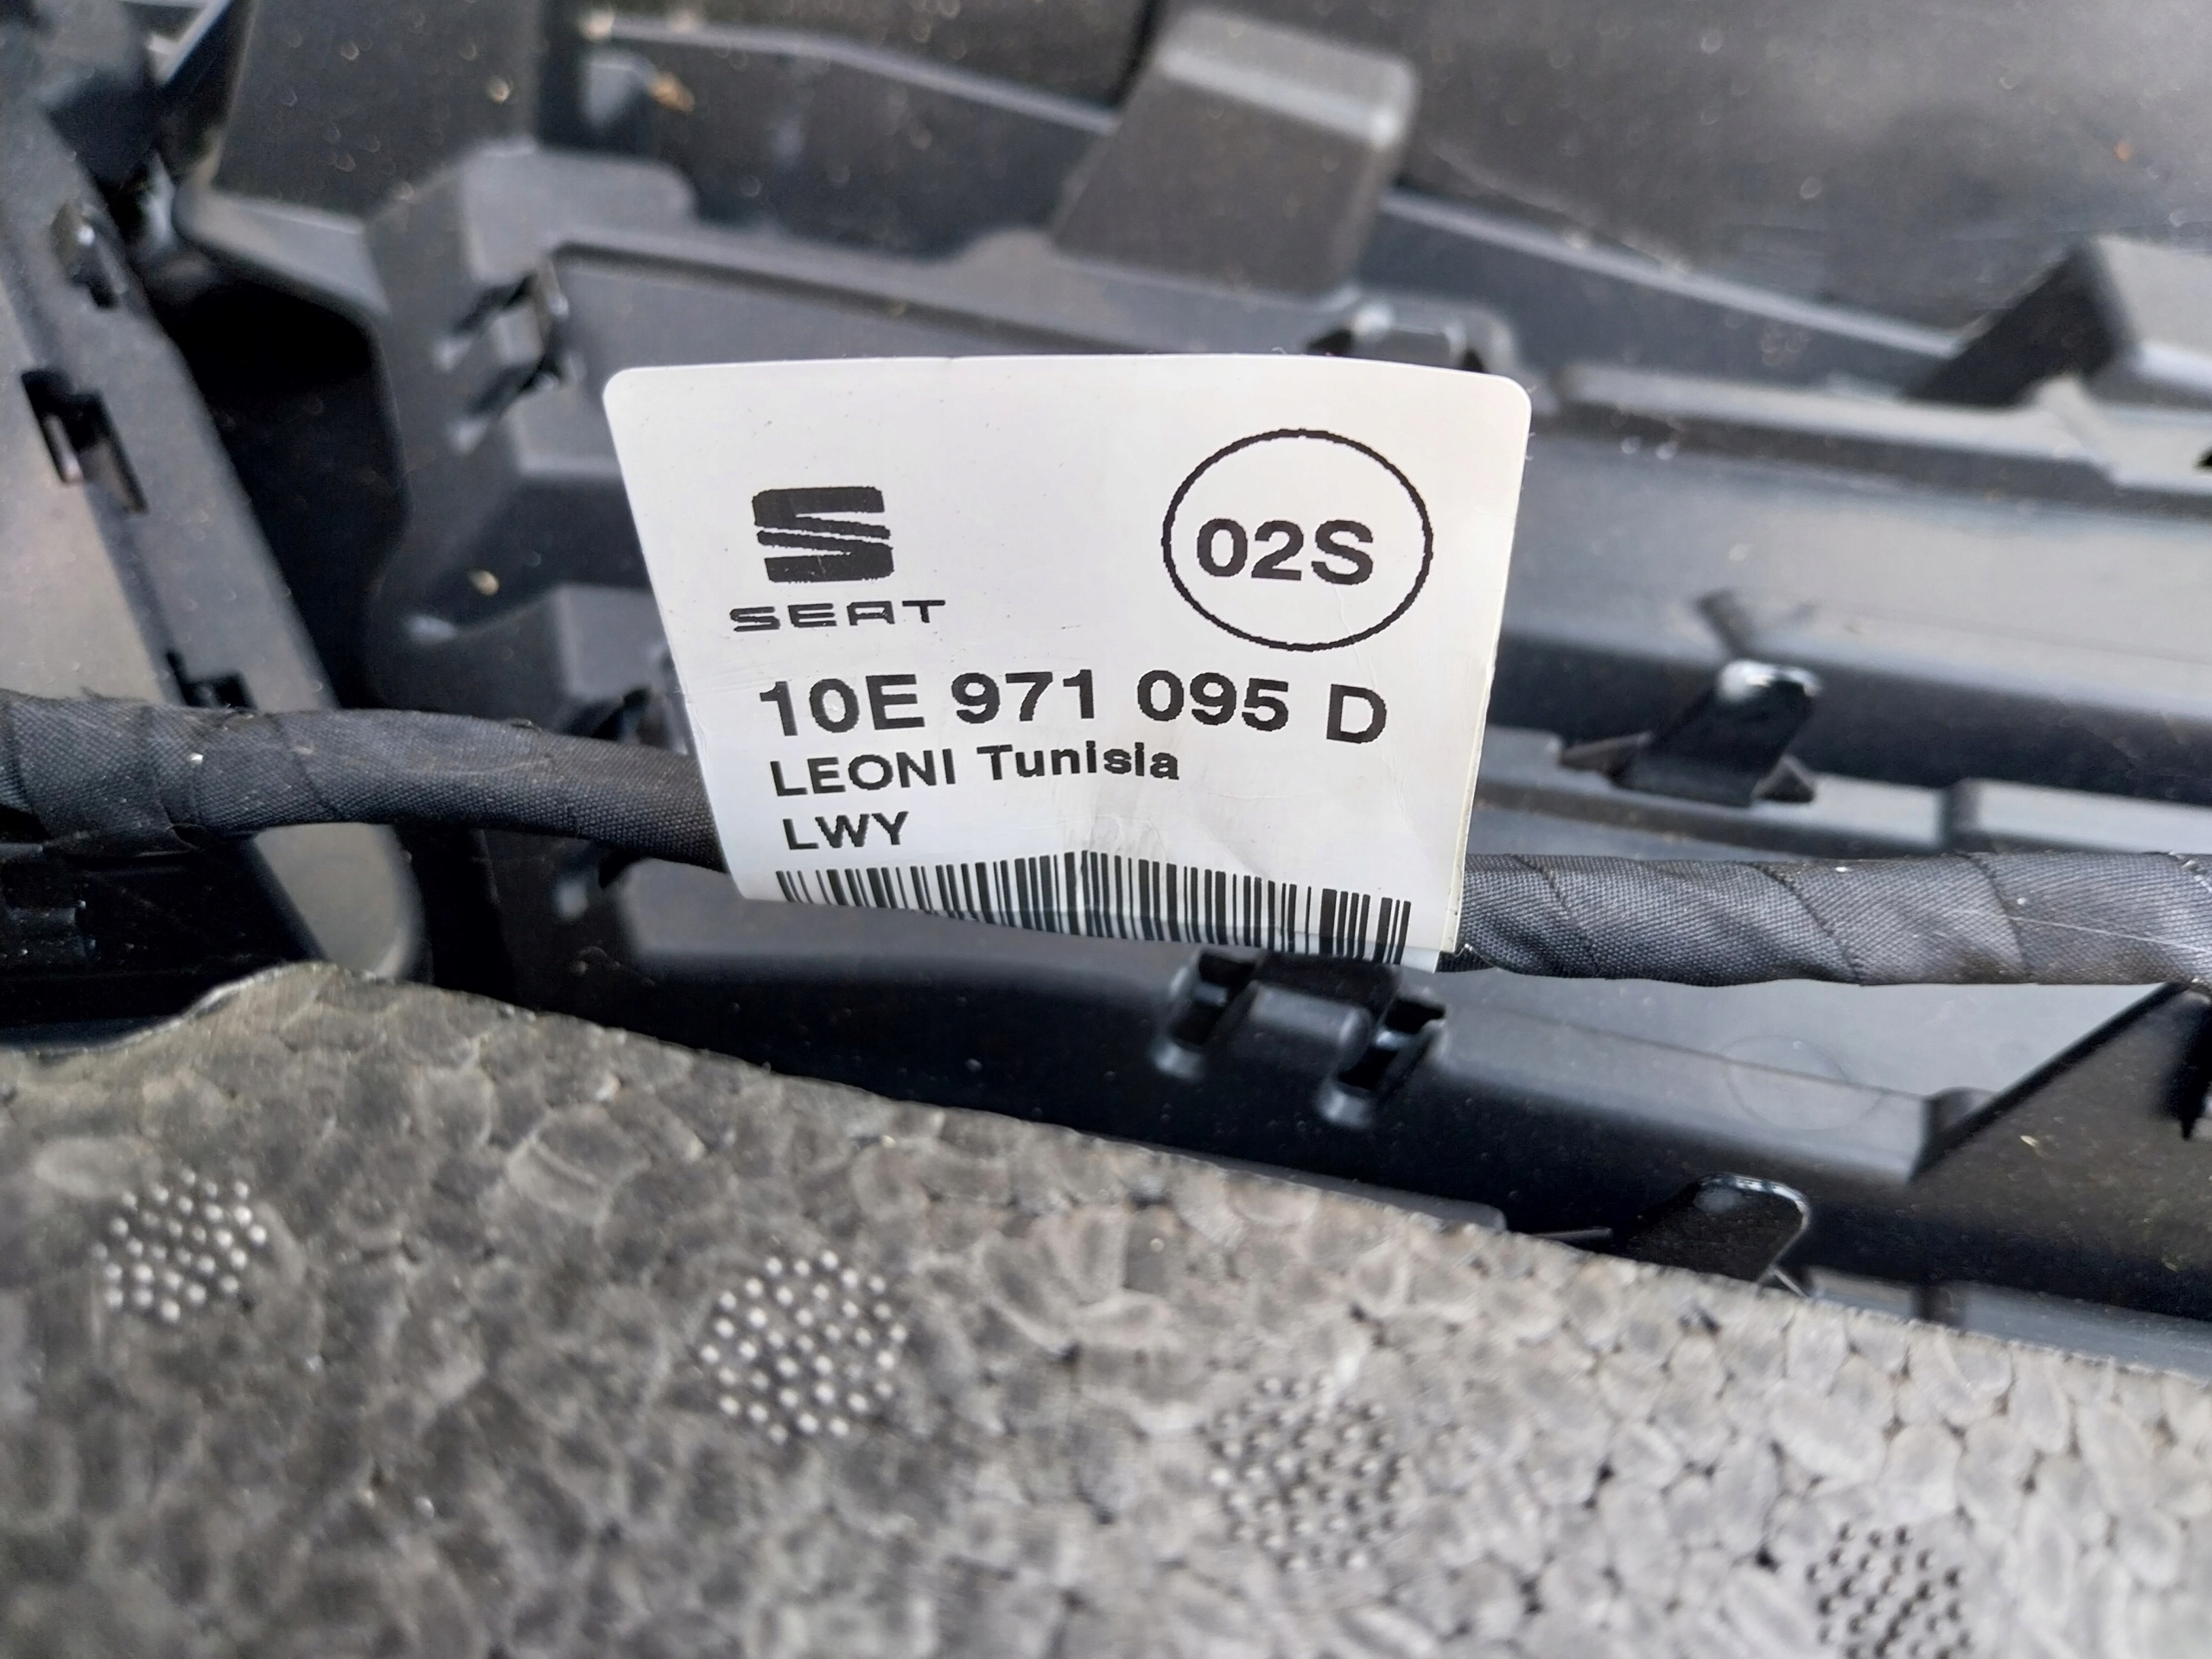 SEAT
02S
10E 971 095 D
LEONI Tunisia
LWY